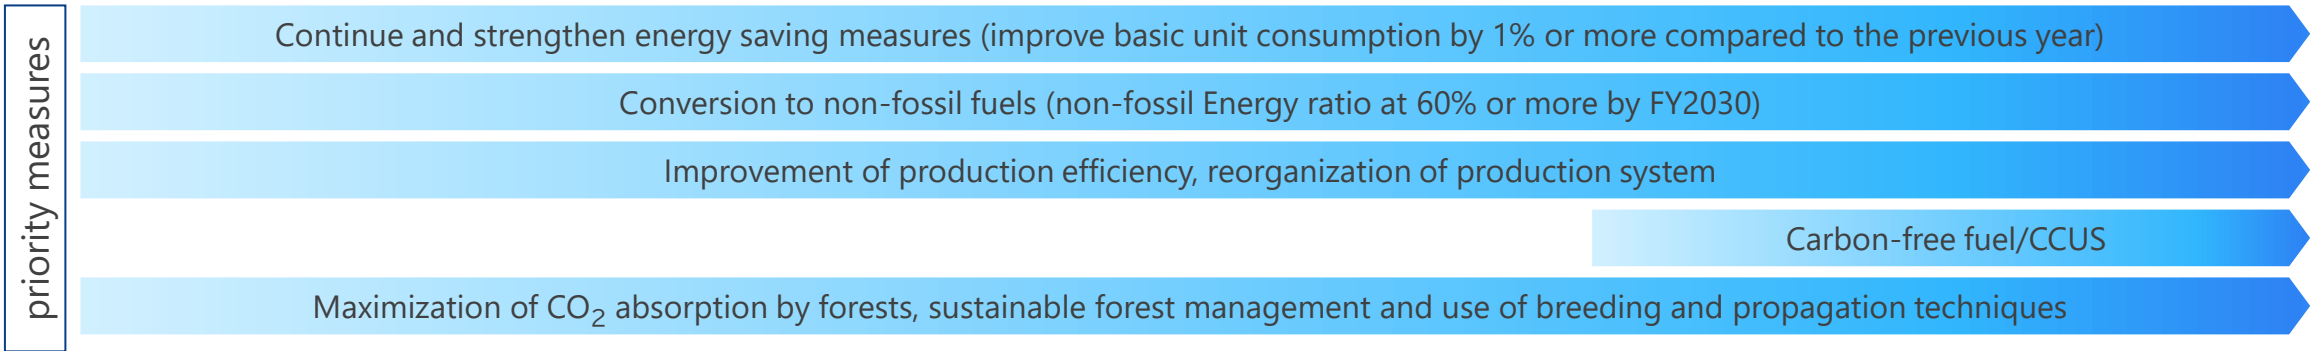 priority measures
Continue and strengthen energy saving measures (improve basic unit consumption by 1% or more compared to the previous year)
Conversion to non-fossil fuels (non-fossil Energy ratio at 60% or more by FY2030)
Improvement of production efficiency, reorganization of production system
Carbon-free fuel/CCUS
Maximization of CO₂ absorption by forests, sustainable forest management and use of breeding and propagation techniques